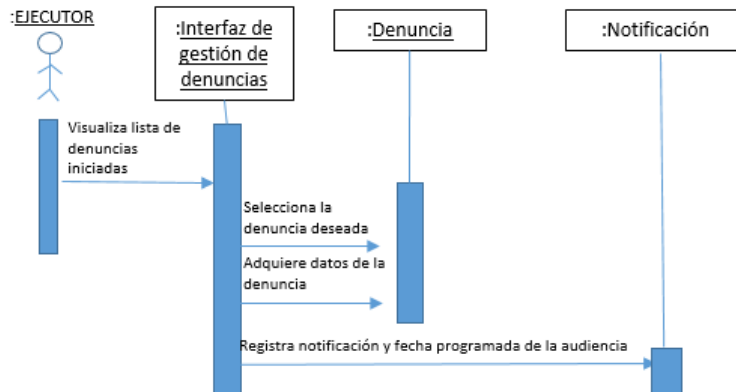 :EJECUTOR
:Interfaz de
gestión de
denuncias
:Denuncia
:Notificación
Visualiza lista de
denuncias
iniciadas
Selecciona la
denuncia deseada
Adquiere datos de la
denuncia
Registra notificación y fecha programada de la audiencia